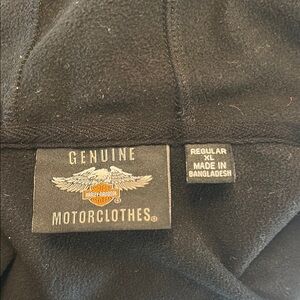 GENUINE
HARLEY-DAVIDSON
MOTORCLOTHES®
REGULAR
XL
MADE IN
BANGLADESH